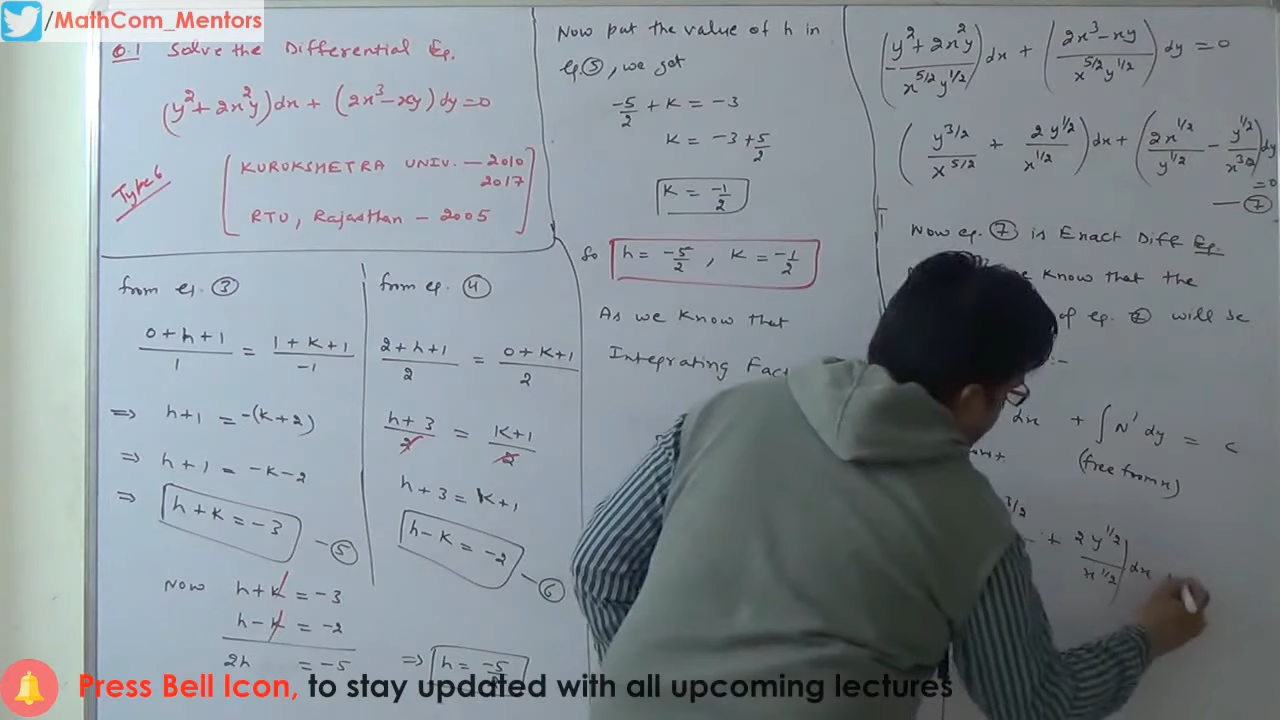 /MathCom_Mentors
Q.1 Solve the Differential Eq.
(y² + 2x²y)dx + (2x³ - xy) dy = 0
Type 6
KURUKSHETRA UNIV. — 2010
2017
RTU, Rajasthan - 2005
from eq. ③
(0+h+1)/1 = (1+k+1)/-1
⇒ h+1 = -(k+2)
⇒ h+1 = -k-2
⇒ h+k = -3 — ⑤
Now h+k = -3
h-k = -2
2h = -5
⇒ h = -5/2
from eq. ④
(2+h+1)/2 = (0+k+1)/2
(h+3)/2 = (k+1)/2
h+3 = k+1
h-k = -2 — ⑥
Now put the value of h in
eq. ⑤, we get
-5/2 + k = -3
k = -3 + 5/2
k = -1/2
So h = -5/2 , k = -1/2
As we know that
Integrating Fac
(y² + 2x²y / x^5/2 y^1/2) dx + (2x³ - xy / x^5/2 y^1/2) dy = 0
(y^3/2 / x^5/2 + 2y^1/2 / x^1/2) dx + (2x^1/2 / y^1/2 - y^1/2 / x^3/2) dy
= 0 — ⑦
Now eq. ⑦ is Exact Diff Eq.
we know that the
of eq. ⑦ will be
:-
dx + ∫ N' dy = c
(free from x)
3/2 + 2y^1/2 / x^1/2 dx
Press Bell Icon, to stay updated with all upcoming lectures